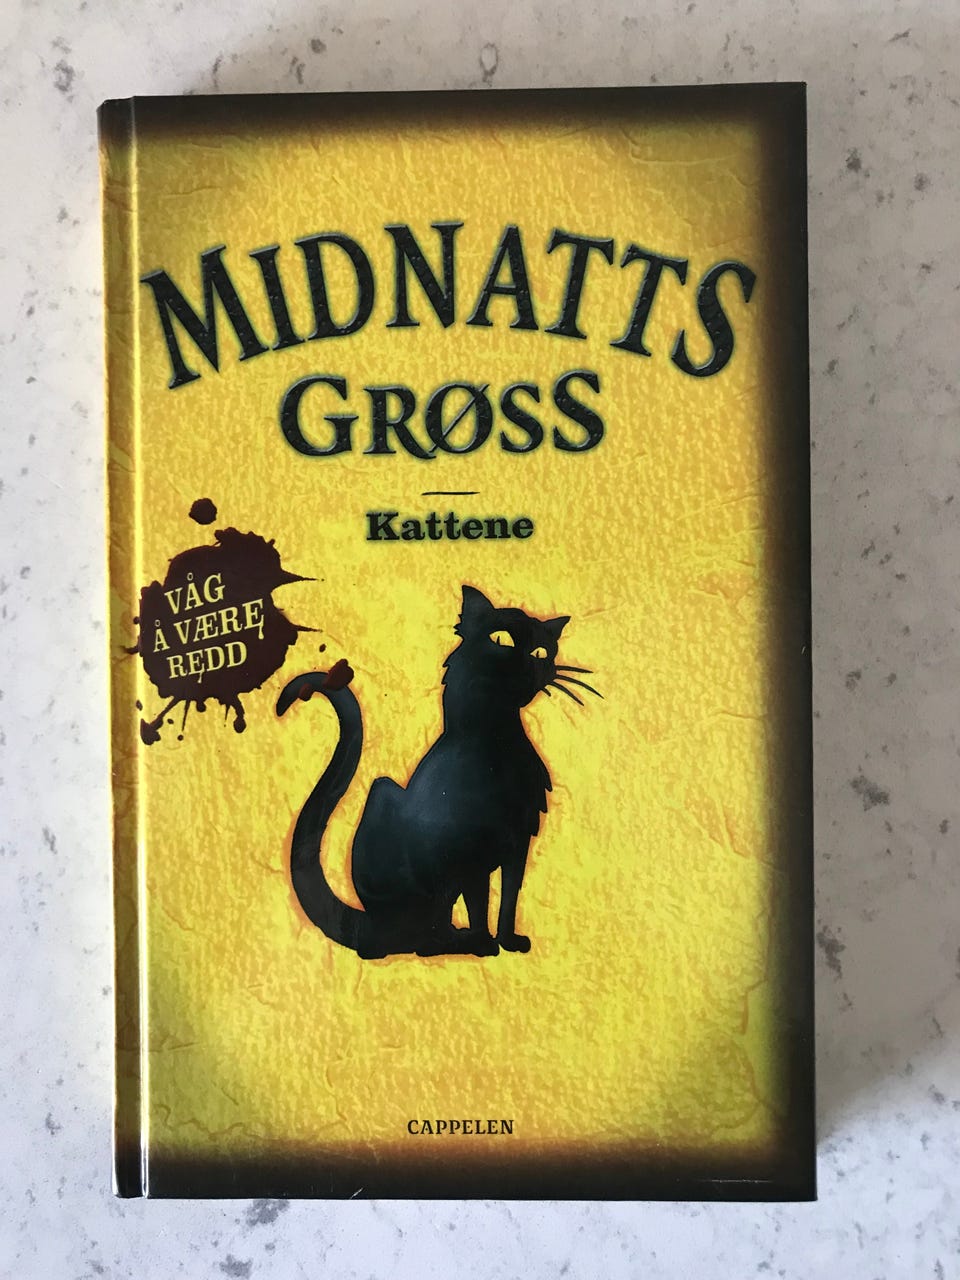 MIDNATTS
GRØSS
Kattene
VÅG
Å VÆRE
REDD
CAPPELEN